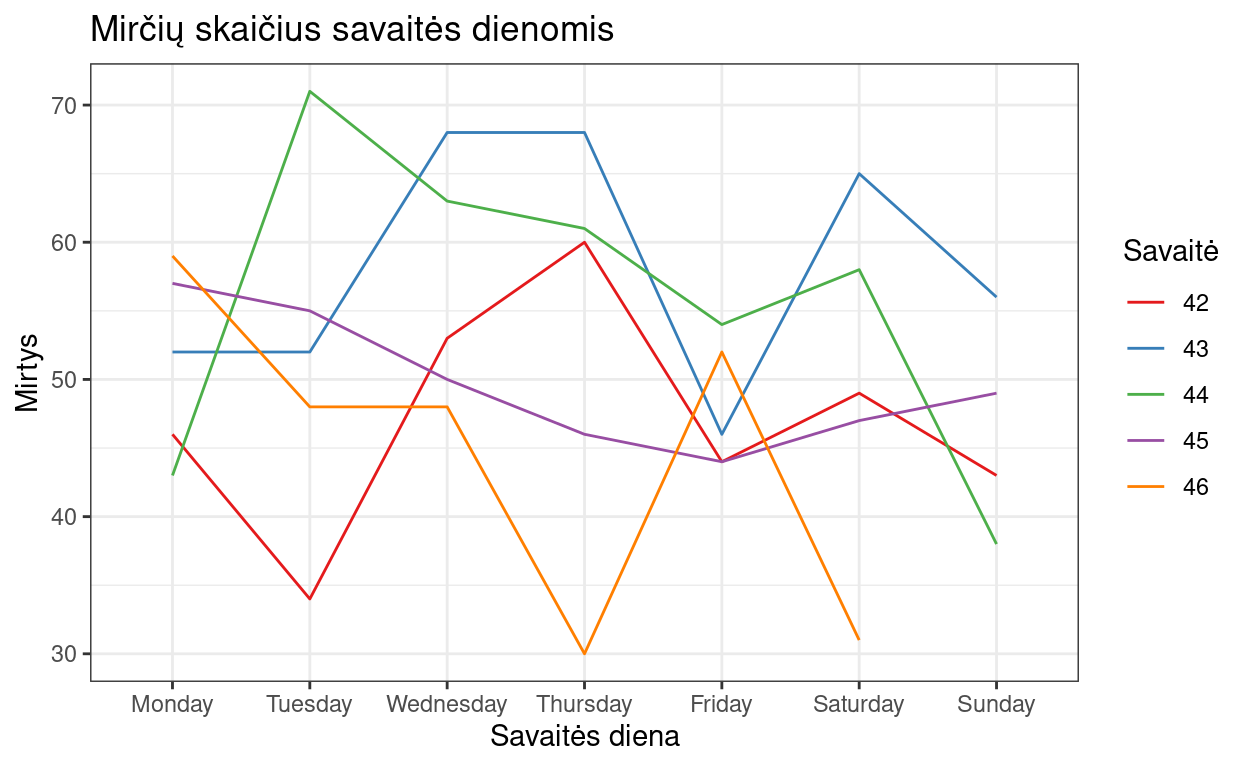 Mirčių skaičius savaitės dienomis
Mirtys
70
60
50
40
30
Monday Tuesday Wednesday Thursday Friday Saturday Sunday
Savaitės diena
Savaitė
42
43
44
45
46